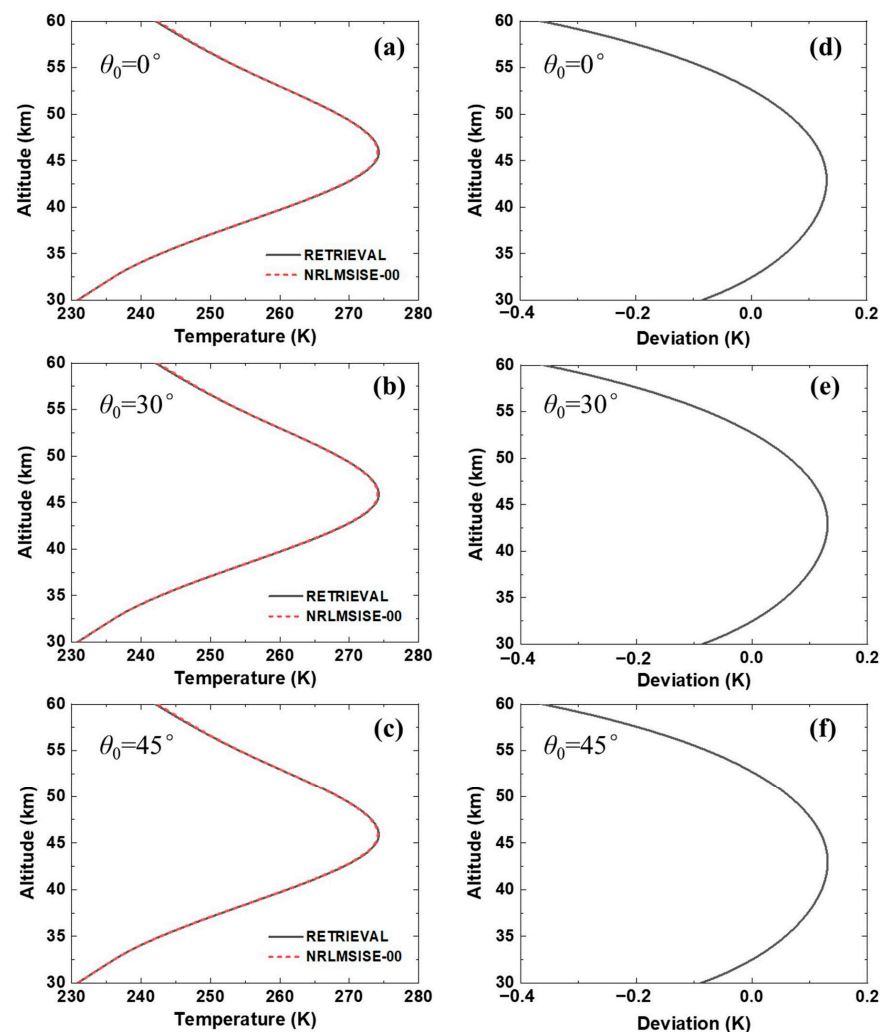 (a)
θ₀=0°
60
55
50
45
40
35
30
Altitude (km)
RETRIEVAL
NRLMSISE-00
230 240 250 260 270 280
Temperature (K)
(d)
θ₀=0°
60
55
50
45
40
35
30
Altitude (km)
−0.4 −0.2 0.0 0.2
Deviation (K)
(b)
θ₀=30°
60
55
50
45
40
35
30
Altitude (km)
RETRIEVAL
NRLMSISE-00
230 240 250 260 270 280
Temperature (K)
(e)
θ₀=30°
60
55
50
45
40
35
30
Altitude (km)
−0.4 −0.2 0.0 0.2
Deviation (K)
(c)
θ₀=45°
60
55
50
45
40
35
30
Altitude (km)
RETRIEVAL
NRLMSISE-00
230 240 250 260 270 280
Temperature (K)
(f)
θ₀=45°
60
55
50
45
40
35
30
Altitude (km)
−0.4 −0.2 0.0 0.2
Deviation (K)